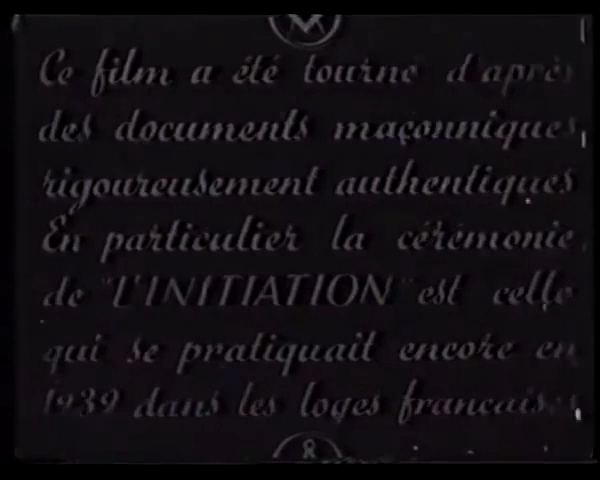 Ce film a été tourné d'après
des documents maçonniques
rigoureusement authentiques
En particulier la cérémonie
de "L'INITIATION" est celle
qui se pratiquait encore en
1939 dans les loges françaises